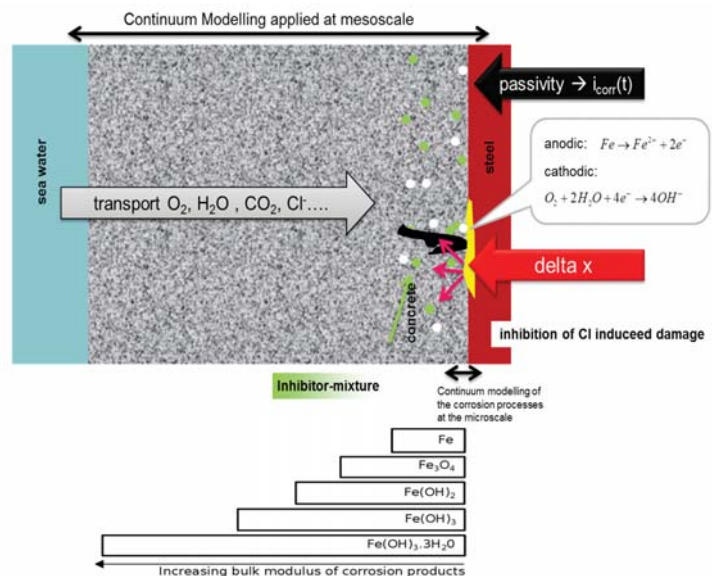 Continuum Modelling applied at mesoscale
sea water
transport O₂, H₂O , CO₂, Cl⁻....
concrete
steel
passivity → i_corr(t)
anodic: Fe → Fe²⁺ + 2e⁻
cathodic:
O₂ + 2H₂O + 4e⁻ → 4OH⁻
delta x
inhibition of Cl induceed damage
Inhibitor-mixture
Continuum modelling of
the corrosion processes
at the microscale
Fe
Fe₃O₄
Fe(OH)₂
Fe(OH)₃
Fe(OH)₃.3H₂0
Increasing bulk modulus of corrosion products